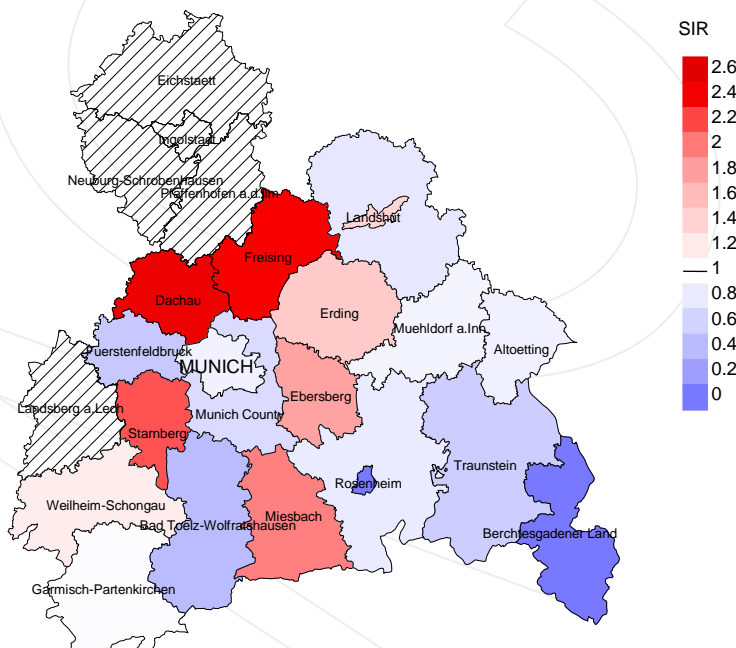 SIR
2.6
2.4
2.2
2
1.8
1.6
1.4
1.2
1
0.8
0.6
0.4
0.2
0
Eichstaett
Ingolstadt
Neuburg-Schrobenhausen
Pfaffenhofen a.d.Ilm
Landshut
Freising
Dachau
Erding
Muehldorf a.Inn
Altoetting
Fuerstenfeldbruck
MUNICH
Ebersberg
Landsberg a.Lech
Munich County
Starnberg
Traunstein
Rosenheim
Weilheim-Schongau
Miesbach
Bad Toelz-Wolfratshausen
Berchtesgadener Land
Garmisch-Partenkirchen